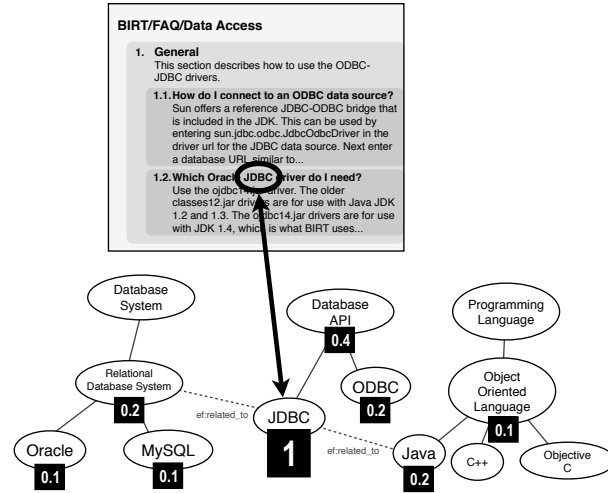 BIRT/FAQ/Data Access
1. General
This section describes how to use the ODBC-
JDBC drivers.
1.1. How do I connect to an ODBC data source?
Sun offers a reference JDBC-ODBC bridge that
is included in the JDK. This can be used by
entering sun.jdbc.odbc.JdbcOdbcDriver in the
driver url for the JDBC data source. Next enter
a database URL similar to...
1.2. Which Oracle JDBC driver do I need?
Use the ojdbc14.jar driver. The older
classes12.jar drivers are for use with Java JDK
1.2 and 1.3. The ojdbc14.jar drivers are for use
with JDK 1.4, which is what BIRT uses...
Database
System
Database
API
0.4
Programming
Language
Relational
Database System
0.2
ef:related_to
JDBC
1
ODBC
0.2
Object
Oriented
Language
0.1
Oracle
0.1
MySQL
0.1
ef:related_to
Java
0.2
C++
Objective
C